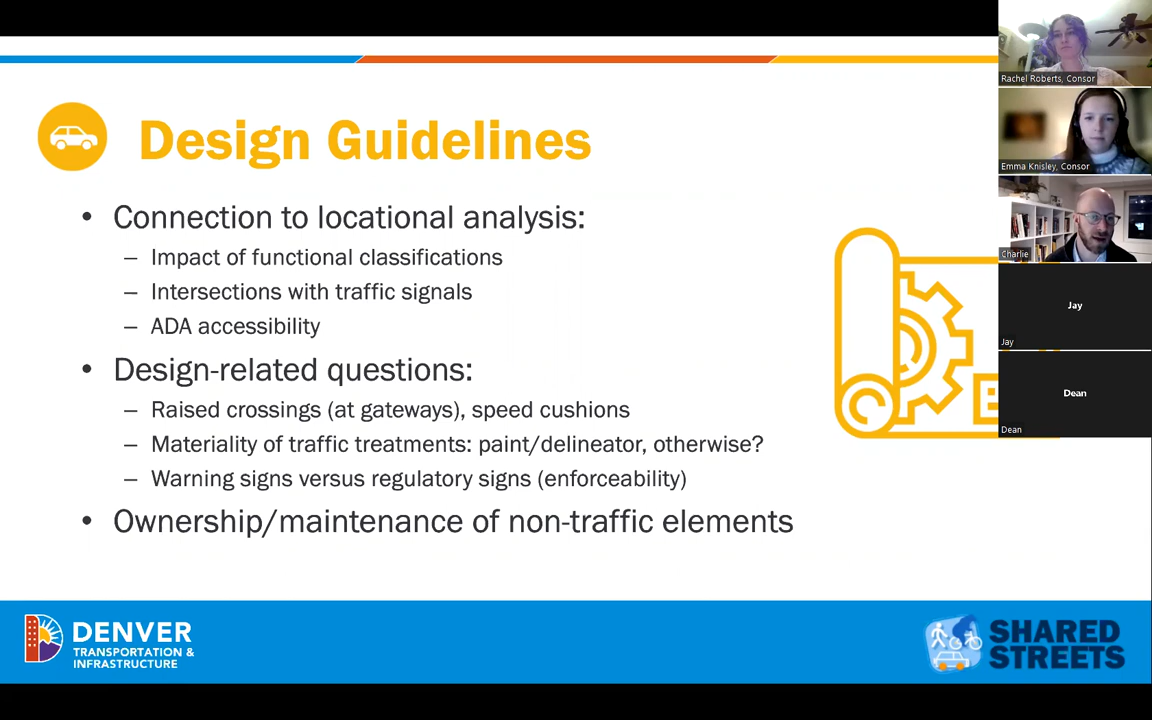 Design Guidelines
• Connection to locational analysis:
– Impact of functional classifications
– Intersections with traffic signals
– ADA accessibility
• Design-related questions:
– Raised crossings (at gateways), speed cushions
– Materiality of traffic treatments: paint/delineator, otherwise?
– Warning signs versus regulatory signs (enforceability)
• Ownership/maintenance of non-traffic elements
DENVER
TRANSPORTATION &
INFRASTRUCTURE
SHARED
STREETS
Rachel Roberts, Consor
Emma Knisley, Consor
Charlie
Jay
Jay
Dean
Dean